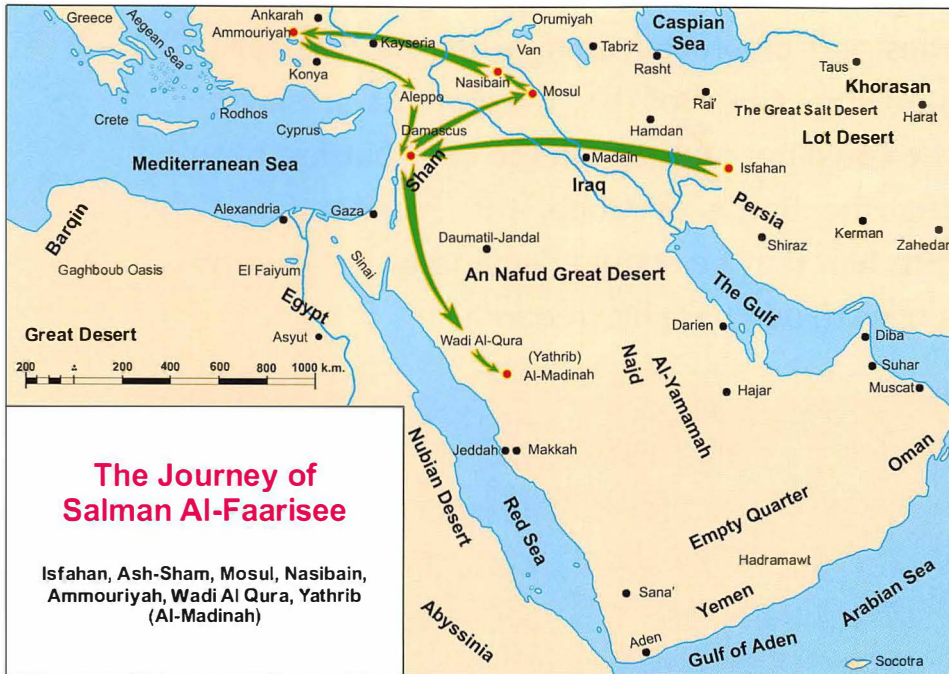 Greece
Aegean Sea
Ankarah
Ammouriyah
Kayseria
Konya
Orumiyah
Van
Tabriz
Caspian
Sea
Rasht
Taus
Khorasan
Nasibain
Mosul
Rai'
The Great Salt Desert
Harat
Aleppo
Crete
Rodhos
Cyprus
Damascus
Hamdan
Lot Desert
Mediterranean Sea
Sham
Madain
Isfahan
Iraq
Persia
Barqin
Alexandria
Gaza
Daumatil-Jandal
Shiraz
Kerman
Zahedan
Gaghboub Oasis
El Faiyum
Sinai
An Nafud Great Desert
The Gulf
Egypt
Great Desert
Asyut
Wadi Al-Qura
(Yathrib)
Al-Madinah
Darien
Diba
Najd
Al-Yamamah
Hajar
Suhar
Muscat
200 0 200 400 600 800 1000 k.m.
Nubian Desert
Jeddah
Makkah
Oman
Red Sea
Empty Quarter
Hadramawt
The Journey of
Salman Al-Faarisee
Isfahan, Ash-Sham, Mosul, Nasibain,
Ammouriyah, Wadi Al Qura, Yathrib
(Al-Madinah)
Abyssinia
Sana'
Yemen
Arabian Sea
Aden
Gulf of Aden
Socotra